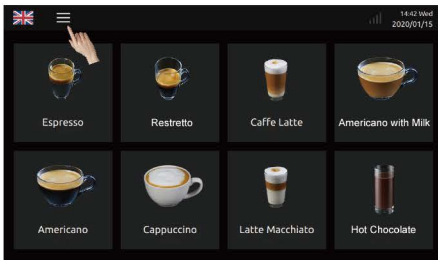 14:42 Wed
2020/01/15
Espresso
Restretto
Caffe Latte
Americano with Milk
Americano
Cappuccino
Latte Macchiato
Hot Chocolate